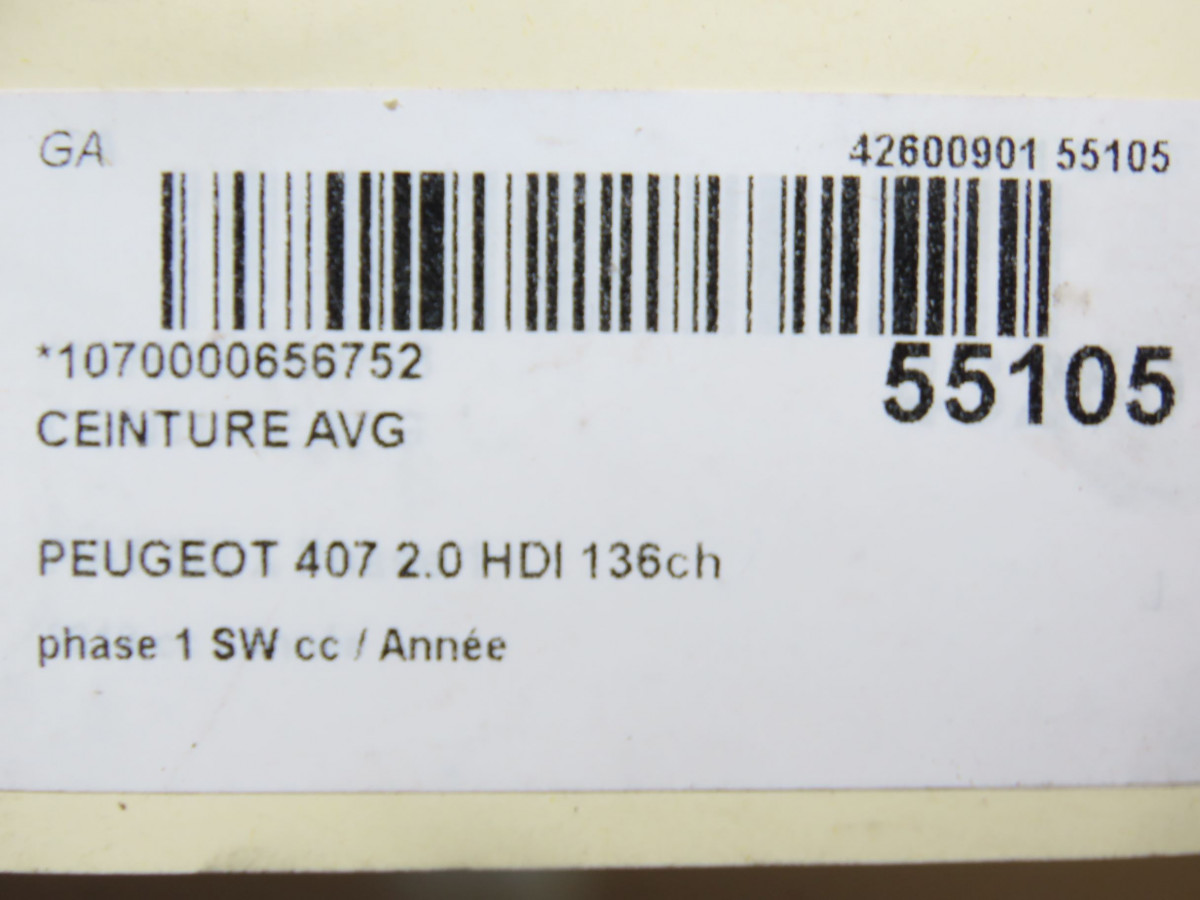 GA
42600901 55105
*1070000656752
55105
CEINTURE AVG
PEUGEOT 407 2.0 HDI 136ch
phase 1 SW cc / Année